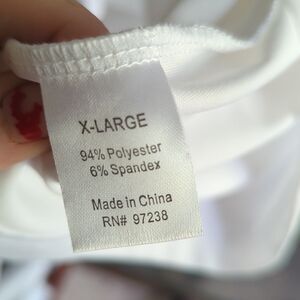 X-LARGE
94% Polyester
6% Spandex
Made in China
RN# 97238